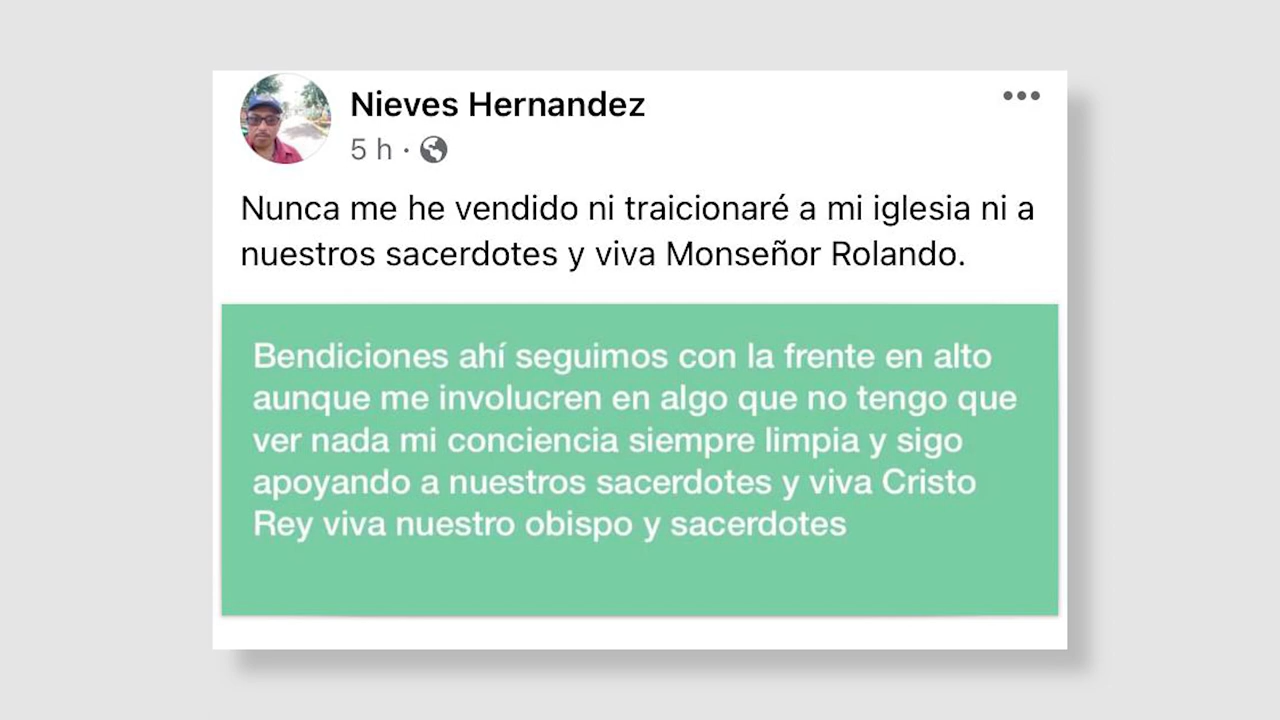 Nieves Hernandez
5 h ·
Nunca me he vendido ni traicionaré a mi iglesia ni a
nuestros sacerdotes y viva Monseñor Rolando.
Bendiciones ahí seguimos con la frente en alto
aunque me involucren en algo que no tengo que
ver nada mi conciencia siempre limpia y sigo
apoyando a nuestros sacerdotes y viva Cristo
Rey viva nuestro obispo y sacerdotes